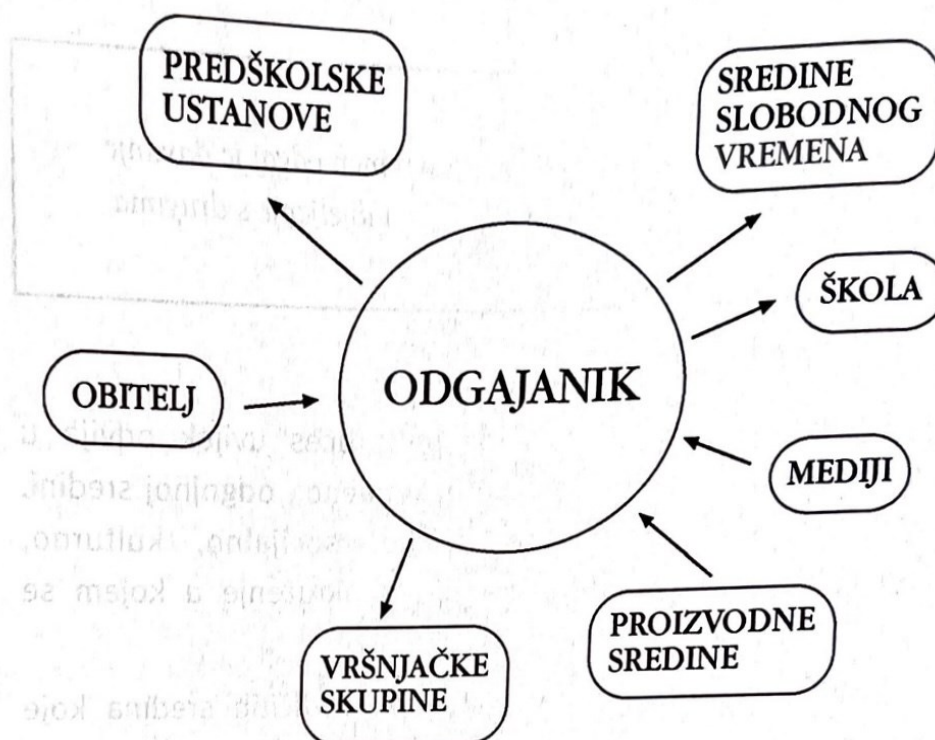 PREDŠKOLSKE
USTANOVE
SREDINE
SLOBODNOG
VREMENA
ŠKOLA
OBITELJ
ODGAJANIK
MEDIJI
PROIZVODNE
SREDINE
VRŠNJAČKE
SKUPINE